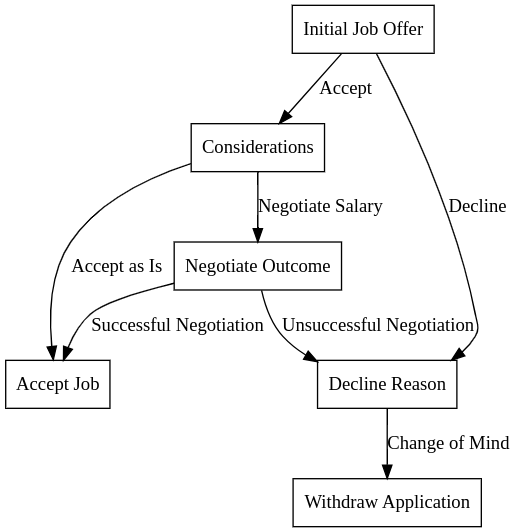 Initial Job Offer
Accept
Considerations
Negotiate Salary
Decline
Accept as Is
Negotiate Outcome
Successful Negotiation
Unsuccessful Negotiation
Accept Job
Decline Reason
Change of Mind
Withdraw Application